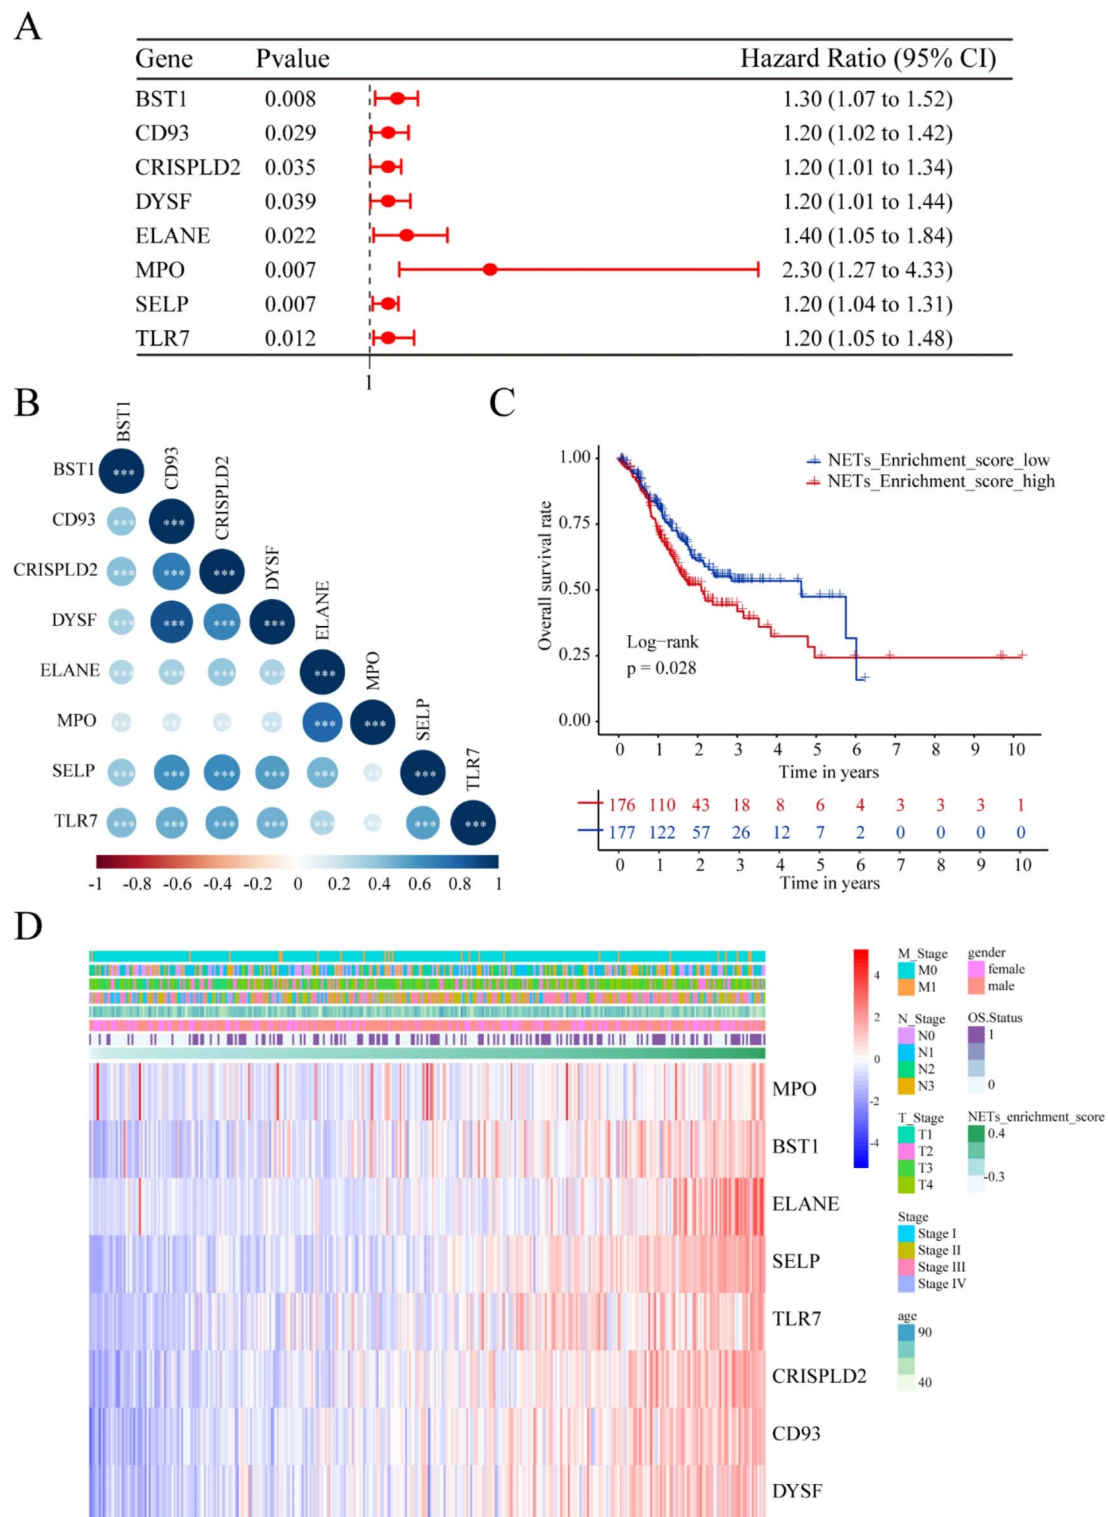 A
Gene Pvalue Hazard Ratio (95% CI)
BST1 0.008 1.30 (1.07 to 1.52)
CD93 0.029 1.20 (1.02 to 1.42)
CRISPLD2 0.035 1.20 (1.01 to 1.34)
DYSF 0.039 1.20 (1.01 to 1.44)
ELANE 0.022 1.40 (1.05 to 1.84)
MPO 0.007 2.30 (1.27 to 4.33)
SELP 0.007 1.20 (1.04 to 1.31)
TLR7 0.012 1.20 (1.05 to 1.48)
1
B
BST1
CD93
CRISPLD2
DYSF
ELANE
MPO
SELP
TLR7
BST1 ***
CD93 *** ***
CRISPLD2 *** *** ***
DYSF *** *** *** ***
ELANE *** *** *** *** ***
MPO *** ** ** *** *** ***
SELP *** *** *** *** *** ** ***
TLR7 *** *** *** *** *** ** *** ***
-1 -0.8 -0.6 -0.4 -0.2 0 0.2 0.4 0.6 0.8 1
C
NETs_Enrichment_score_low
NETs_Enrichment_score_high
Overall survival rate
1.00
0.75
0.50
0.25
0.00
Log−rank
p = 0.028
0 1 2 3 4 5 6 7 8 9 10
Time in years
176 110 43 18 8 6 4 3 3 3 1
177 122 57 26 12 7 2 0 0 0 0
0 1 2 3 4 5 6 7 8 9 10
Time in years
D
MPO
BST1
ELANE
SELP
TLR7
CRISPLD2
CD93
DYSF
4
2
0
-2
-4
M_Stage
M0
M1
N_Stage
N0
N1
N2
N3
T_Stage
T1
T2
T3
T4
Stage
Stage I
Stage II
Stage III
Stage IV
age
90
40
gender
female
male
OS.Status
1
0
NETs_enrichment_score
0.4
-0.3